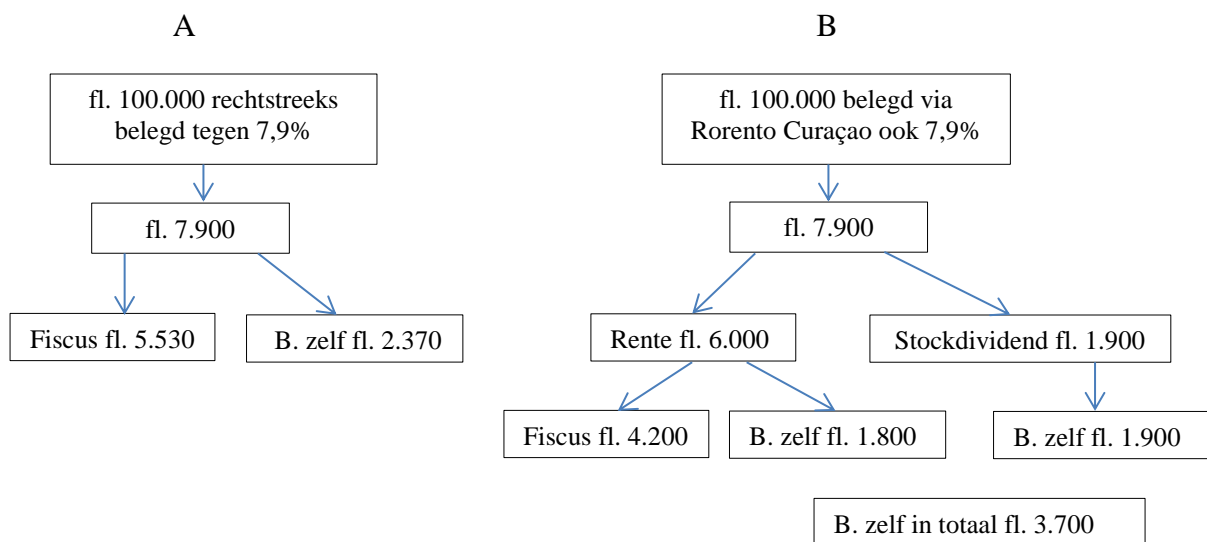 A
fl. 100.000 rechtstreeks
belegd tegen 7,9%
fl. 7.900
Fiscus fl. 5.530
B. zelf fl. 2.370
B
fl. 100.000 belegd via
Rorento Curaçao ook 7,9%
fl. 7.900
Rente fl. 6.000
Stockdividend fl. 1.900
Fiscus fl. 4.200
B. zelf fl. 1.800
B. zelf fl. 1.900
B. zelf in totaal fl. 3.700